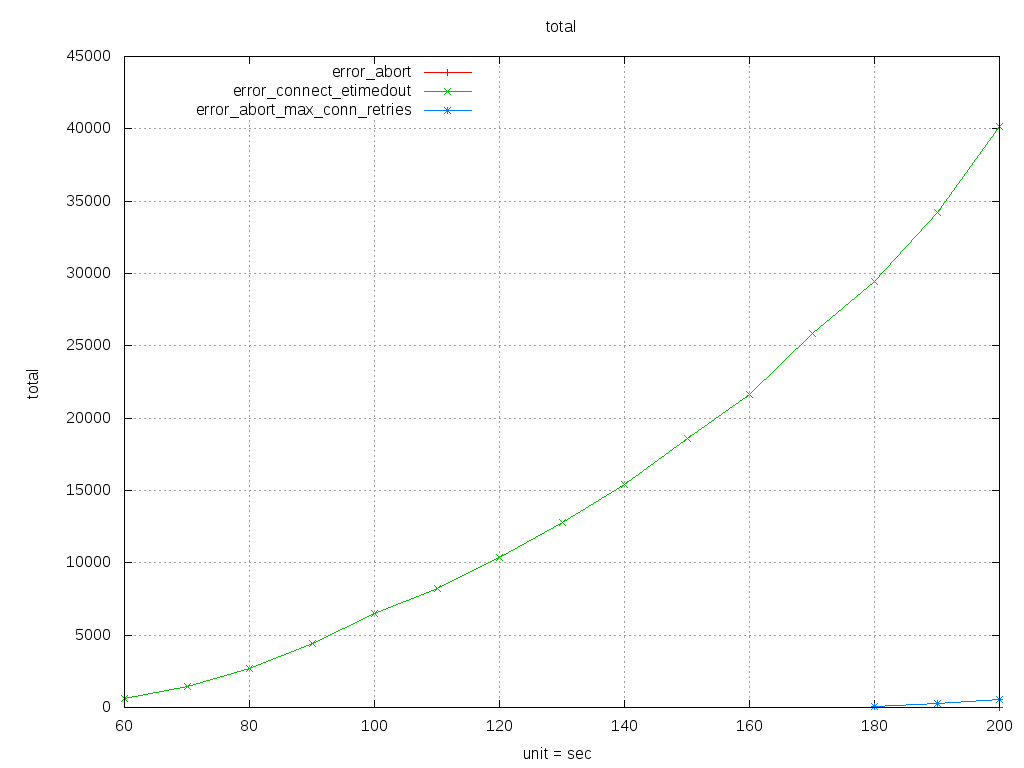 total
45000
40000
35000
30000
25000
20000
15000
10000
5000
0
total
error_abort
error_connect_etimedout
error_abort_max_conn_retries
60 80 100 120 140 160 180 200
unit = sec